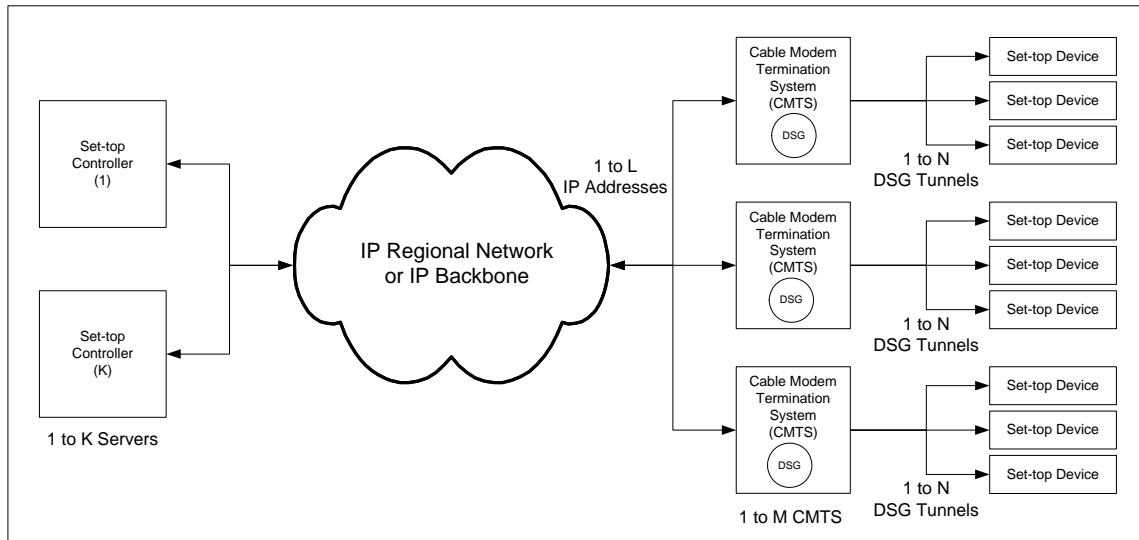 Set-top
Controller
(1)
Set-top
Controller
(K)
1 to K Servers
IP Regional Network
or IP Backbone
1 to L
IP Addresses
Cable Modem
Termination
System
(CMTS)
DSG
1 to N
DSG Tunnels
Set-top Device
Set-top Device
Set-top Device
Cable Modem
Termination
System
(CMTS)
DSG
1 to N
DSG Tunnels
Set-top Device
Set-top Device
Set-top Device
Cable Modem
Termination
System
(CMTS)
DSG
1 to M CMTS
1 to N
DSG Tunnels
Set-top Device
Set-top Device
Set-top Device